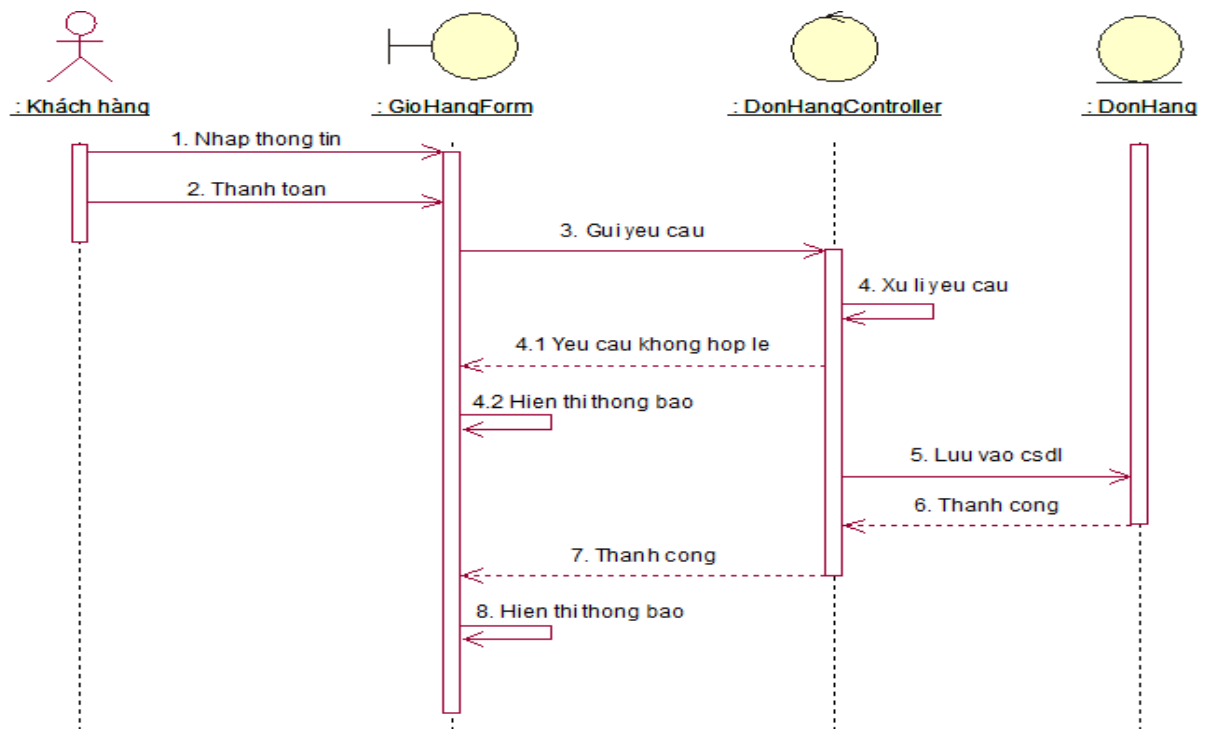 : Khách hàng
: GioHangForm
: DonHangController
: DonHang
1. Nhap thong tin
2. Thanh toan
3. Gui yeu cau
4. Xu li yeu cau
4.1 Yeu cau khong hop le
4.2 Hien thi thong bao
5. Luu vao csdl
6. Thanh cong
7. Thanh cong
8. Hien thi thong bao